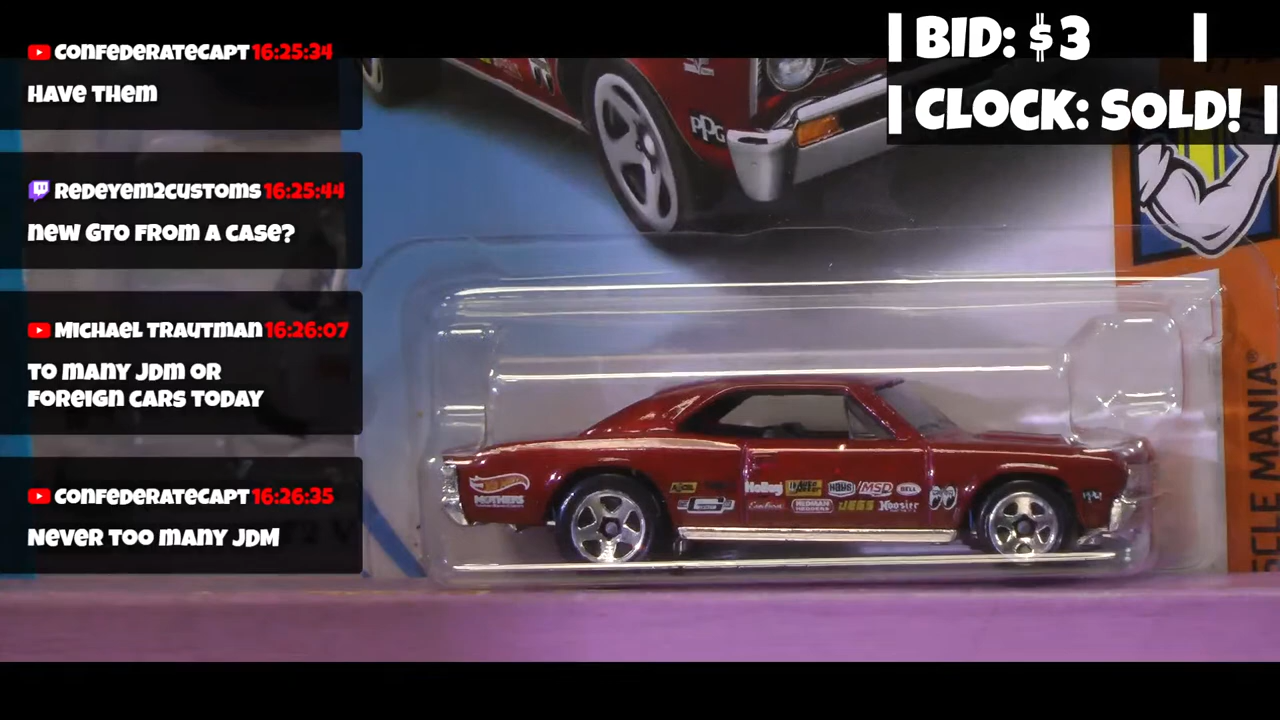 CONFEDERATECAPT 16:25:34
HAVE THEM
REDEYEM2CUSTOMS 16:25:44
NEW GTO FROM A CASE?
MICHAEL TRAUTMAN 16:26:07
TO MANY JDM OR
FOREIGN CARS TODAY
CONFEDERATECAPT 16:26:35
NEVER TOO MANY JDM
| BID: $3 |
| CLOCK: SOLD! |
PPG
MOTHERS
Holley
HAYS
MSD
BELL
Hoosier
SCLE MANIA®